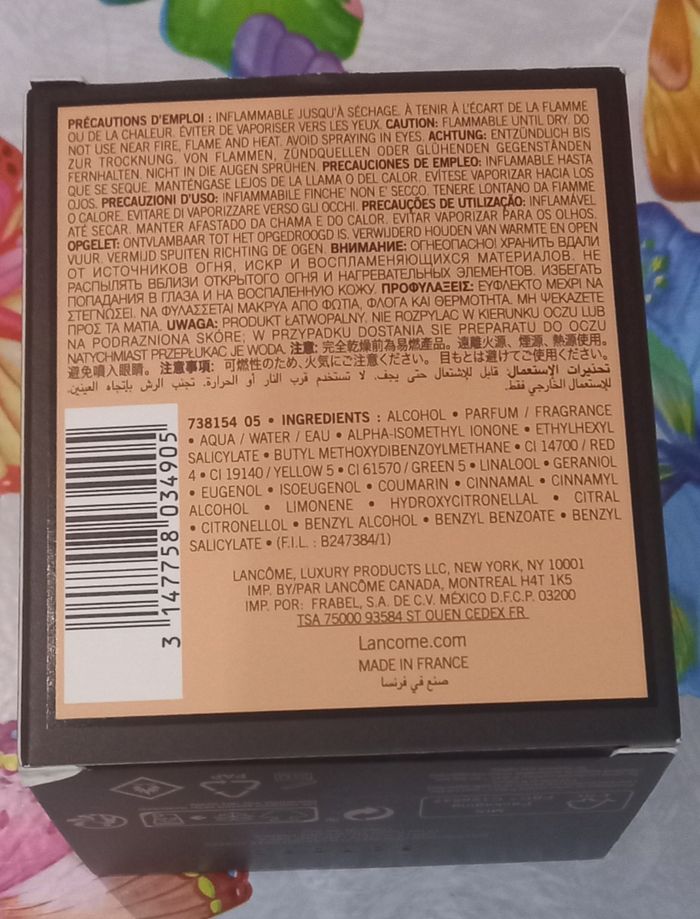 PRÉCAUTIONS D'EMPLOI : INFLAMMABLE JUSQU'À SÉCHAGE. À TENIR À L'ÉCART DE LA FLAMME
OU DE LA CHALEUR. ÉVITER DE VAPORISER VERS LES YEUX. CAUTION: FLAMMABLE UNTIL DRY. DO
NOT USE NEAR FIRE, FLAME AND HEAT. AVOID SPRAYING IN EYES. ACHTUNG: ENTZÜNDLICH BIS
ZUR TROCKNUNG. VON FLAMMEN, ZÜNDQUELLEN ODER GLÜHENDEN GEGENSTÄNDEN
FERNHALTEN. NICHT IN DIE AUGEN SPRÜHEN. PRECAUCIONES DE EMPLEO: INFLAMABLE HASTA
QUE SE SEQUE. MANTÉNGASE LEJOS DE LA LLAMA O DEL CALOR. EVÍTESE VAPORIZAR HACIA LOS
OJOS. PRECAUZIONI D'USO: INFIAMMABILE FINCHE' NON E' SECCO. TENERE LONTANO DA FIAMME
O CALORE. EVITARE DI VAPORIZZARE VERSO GLI OCCHI. PRECAUÇÕES DE UTILIZAÇÃO: INFLAMÁVEL
ATÉ SECAR. MANTER AFASTADO DA CHAMA E DO CALOR. EVITAR VAPORIZAR PARA OS OLHOS.
OPGELET: ONTVLAMBAAR TOT HET OPGEDROOGD IS. VERWIJDERD HOUDEN VAN WARMTE EN OPEN
VUUR. VERMIJD SPUITEN RICHTING DE OGEN. ВНИМАНИЕ: ОГНЕОПАСНО! ХРАНИТЬ ВДАЛИ
ОТ ИСТОЧНИКОВ ОГНЯ, ИСКР И ВОСПЛАМЕНЯЮЩИХСЯ МАТЕРИАЛОВ. НЕ
РАСПЫЛЯТЬ ВБЛИЗИ ОТКРЫТОГО ОГНЯ И НАГРЕВАТЕЛЬНЫХ ЭЛЕМЕНТОВ. ИЗБЕГАТЬ
ПОПАДАНИЯ В ГЛАЗА И НА ВОСПАЛЕННУЮ КОЖУ. ΠΡΟΦΥΛΑΞΕΙΣ: ΕΥΦΛΕΚΤΟ ΜΕΧΡΙ ΝΑ
ΣΤΕΓΝΩΣΕΙ. ΝΑ ΦΥΛΑΣΣΕΤΑΙ ΜΑΚΡΥΑ ΑΠΟ ΦΩΤΙΑ, ΦΛΟΓΑ ΚΑΙ ΘΕΡΜΟΤΗΤΑ. ΜΗ ΨΕΚΑΖΕΤΕ
ΠΡΟΣ ΤΑ ΜΑΤΙΑ. UWAGA: PRODUKT ŁATWOPALNY. NIE ROZPYLAĆ W KIERUNKU OCZU LUB
NA PODRAŻNIONĄ SKÓRĘ; W PRZYPADKU DOSTANIA SIĘ PREPARATU DO OCZU
NATYCHMIAST PRZEPŁUKAĆ JE WODĄ. 注意: 完全乾燥前為易燃產品。遠離火源、煙源、熱源使用。
避免噴入眼睛。 注意事項: 可燃性のため、火気にご注意ください。 目もとは避けてご使用ください。
تحذيرات الإستعمال: قابل للإشتعال حتى يجف. لا تستخدم قرب النار أو الحرارة. تجنب الرش بإتجاه العينين.
للإستعمال الخارجي فقط.
738154 05 • INGREDIENTS : ALCOHOL • PARFUM / FRAGRANCE
• AQUA / WATER / EAU • ALPHA-ISOMETHYL IONONE • ETHYLHEXYL
SALICYLATE • BUTYL METHOXYDIBENZOYLMETHANE • CI 14700 / RED
4 • CI 19140 / YELLOW 5 • CI 61570 / GREEN 5 • LINALOOL • GERANIOL
• EUGENOL • ISOEUGENOL • COUMARIN • CINNAMAL • CINNAMYL
ALCOHOL • LIMONENE • HYDROXYCITRONELLAL • CITRAL
• CITRONELLOL • BENZYL ALCOHOL • BENZYL BENZOATE • BENZYL
SALICYLATE • (F.I.L. : B247384/1)
3 147758 034905
LANCÔME, LUXURY PRODUCTS LLC, NEW YORK, NY 10001
IMP. BY/PAR LANCÔME CANADA, MONTREAL H4T 1K5
IMP. POR: FRABEL, S.A. DE C.V. MÉXICO D.F.C.P. 03200
TSA 75000 93584 ST OUEN CEDEX FR
Lancome.com
MADE IN FRANCE
صنع في فرنسا
PAP